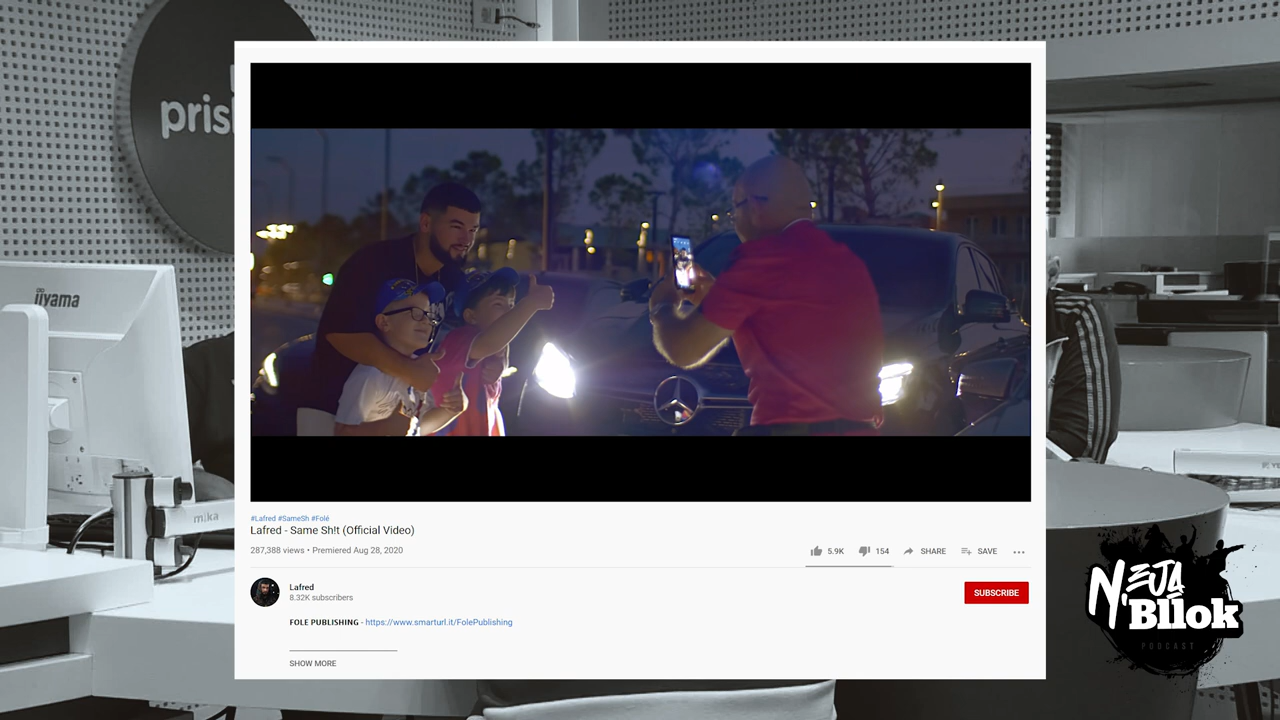 iiyama
pris
mika
#Lafred #SameSh #Folé
Lafred - Same Sh!t (Official Video)
287,388 views • Premiered Aug 28, 2020
5.9K
154
SHARE
SAVE
Lafred
8.32K subscribers
SUBSCRIBE
FOLE PUBLISHING - https://www.smarturl.it/FolePublishing
SHOW MORE
NEJA
N'Bllok
PODCAST